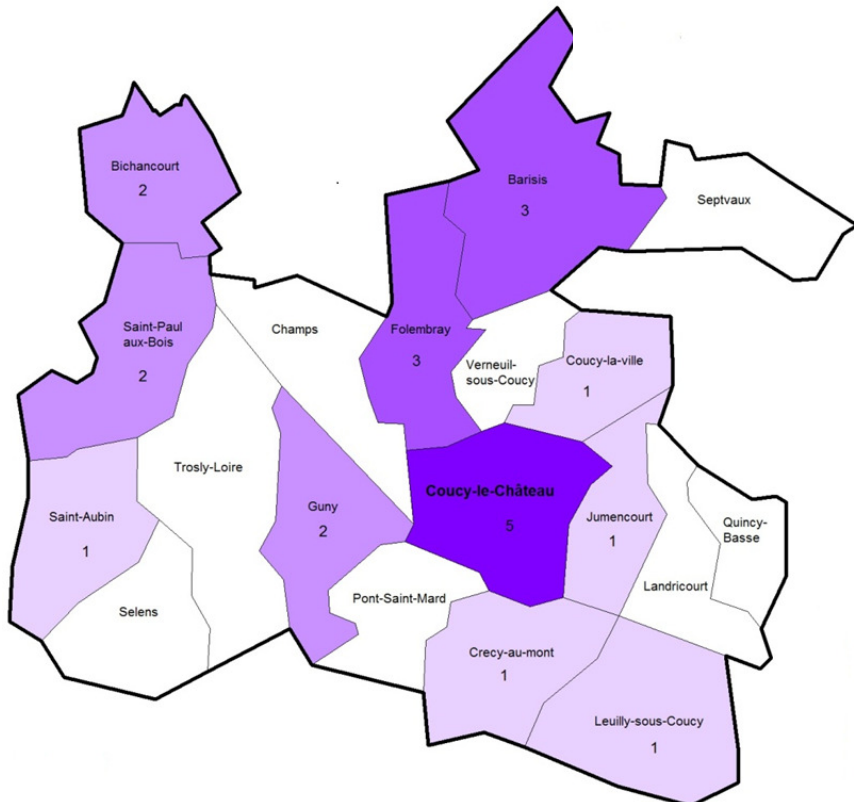 Bichancourt
2
Barisis
3
Septvaux
Saint-Paul
aux-Bois
2
Champs
Folembray
3
Verneuil-
sous-Coucy
Coucy-la-ville
1
Trosly-Loire
Saint-Aubin
1
Guny
2
Coucy-le-Château
5
Jumencourt
1
Quincy-
Basse
Landricourt
Selens
Pont-Saint-Mard
Crecy-au-mont
1
Leuilly-sous-Coucy
1